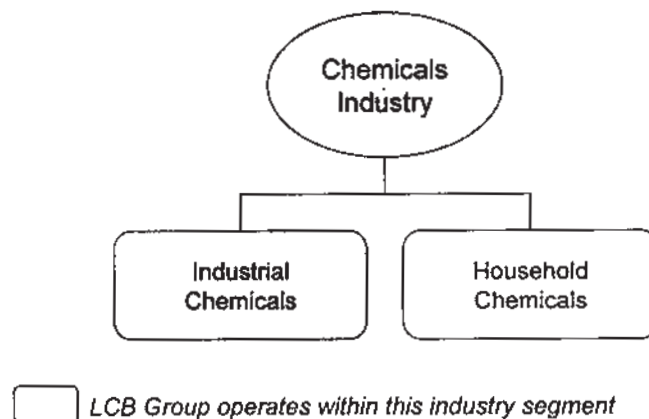 Chemicals
Industry
Industrial
Chemicals
Household
Chemicals
LCB Group operates within this industry segment